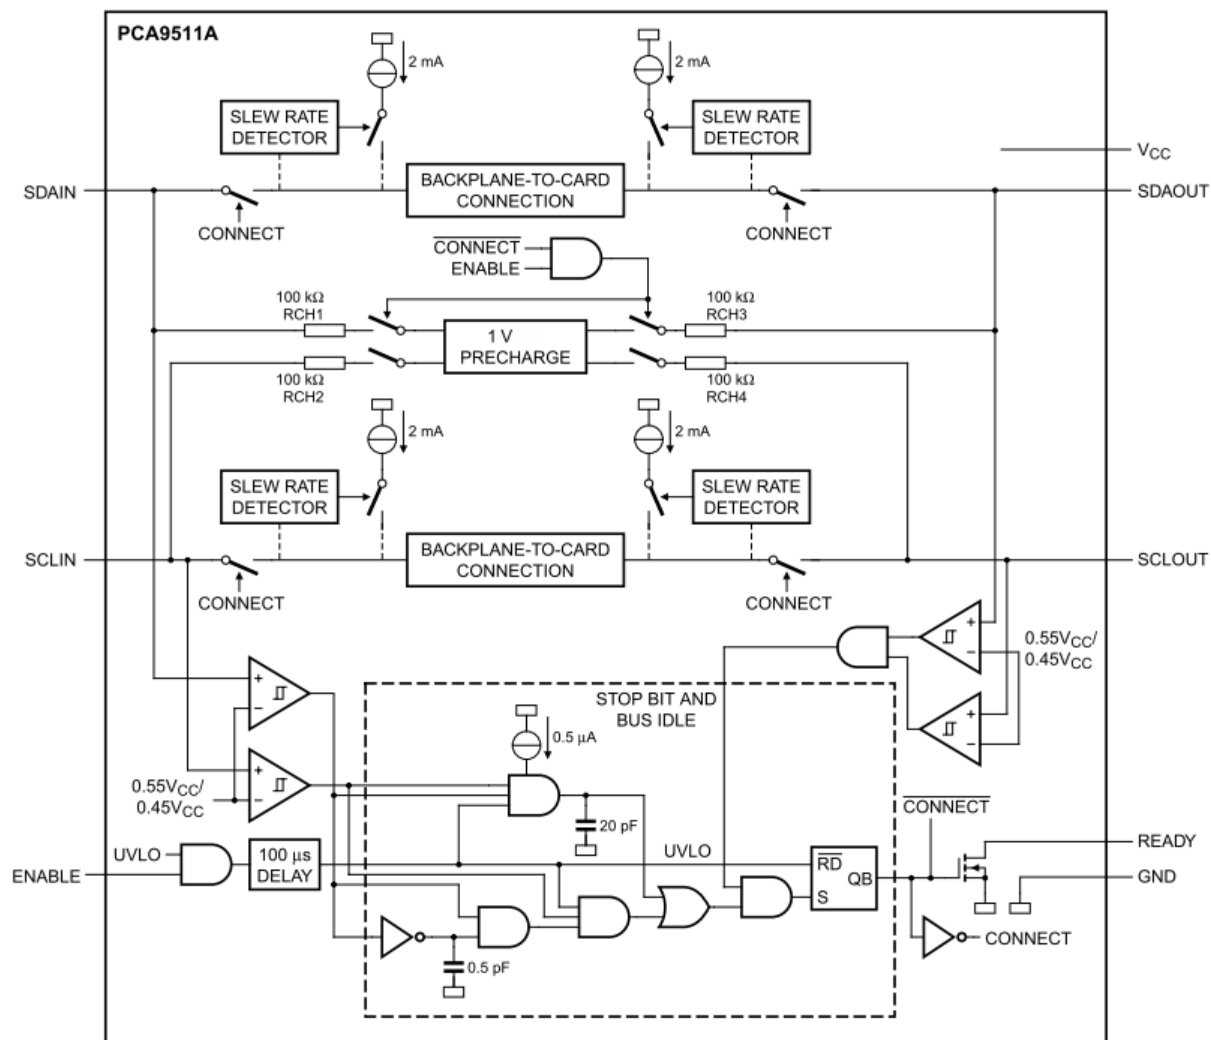 PCA9511A
2 mA
2 mA
SLEW RATE
DETECTOR
SLEW RATE
DETECTOR
VCC
SDAIN
BACKPLANE-TO-CARD
CONNECTION
SDAOUT
CONNECT
CONNECT
CONNECT
ENABLE
100 kΩ
RCH1
100 kΩ
RCH3
1 V
PRECHARGE
100 kΩ
RCH2
100 kΩ
RCH4
2 mA
2 mA
SLEW RATE
DETECTOR
SLEW RATE
DETECTOR
SCLIN
BACKPLANE-TO-CARD
CONNECTION
SCLOUT
CONNECT
CONNECT
+
−
0.55VCC/
0.45VCC
+
−
+
−
STOP BIT AND
BUS IDLE
0.5 μA
+
−
0.55VCC/
0.45VCC
20 pF
CONNECT
UVLO
ENABLE
100 μs
DELAY
UVLO
RD
QB
S
READY
GND
CONNECT
0.5 pF